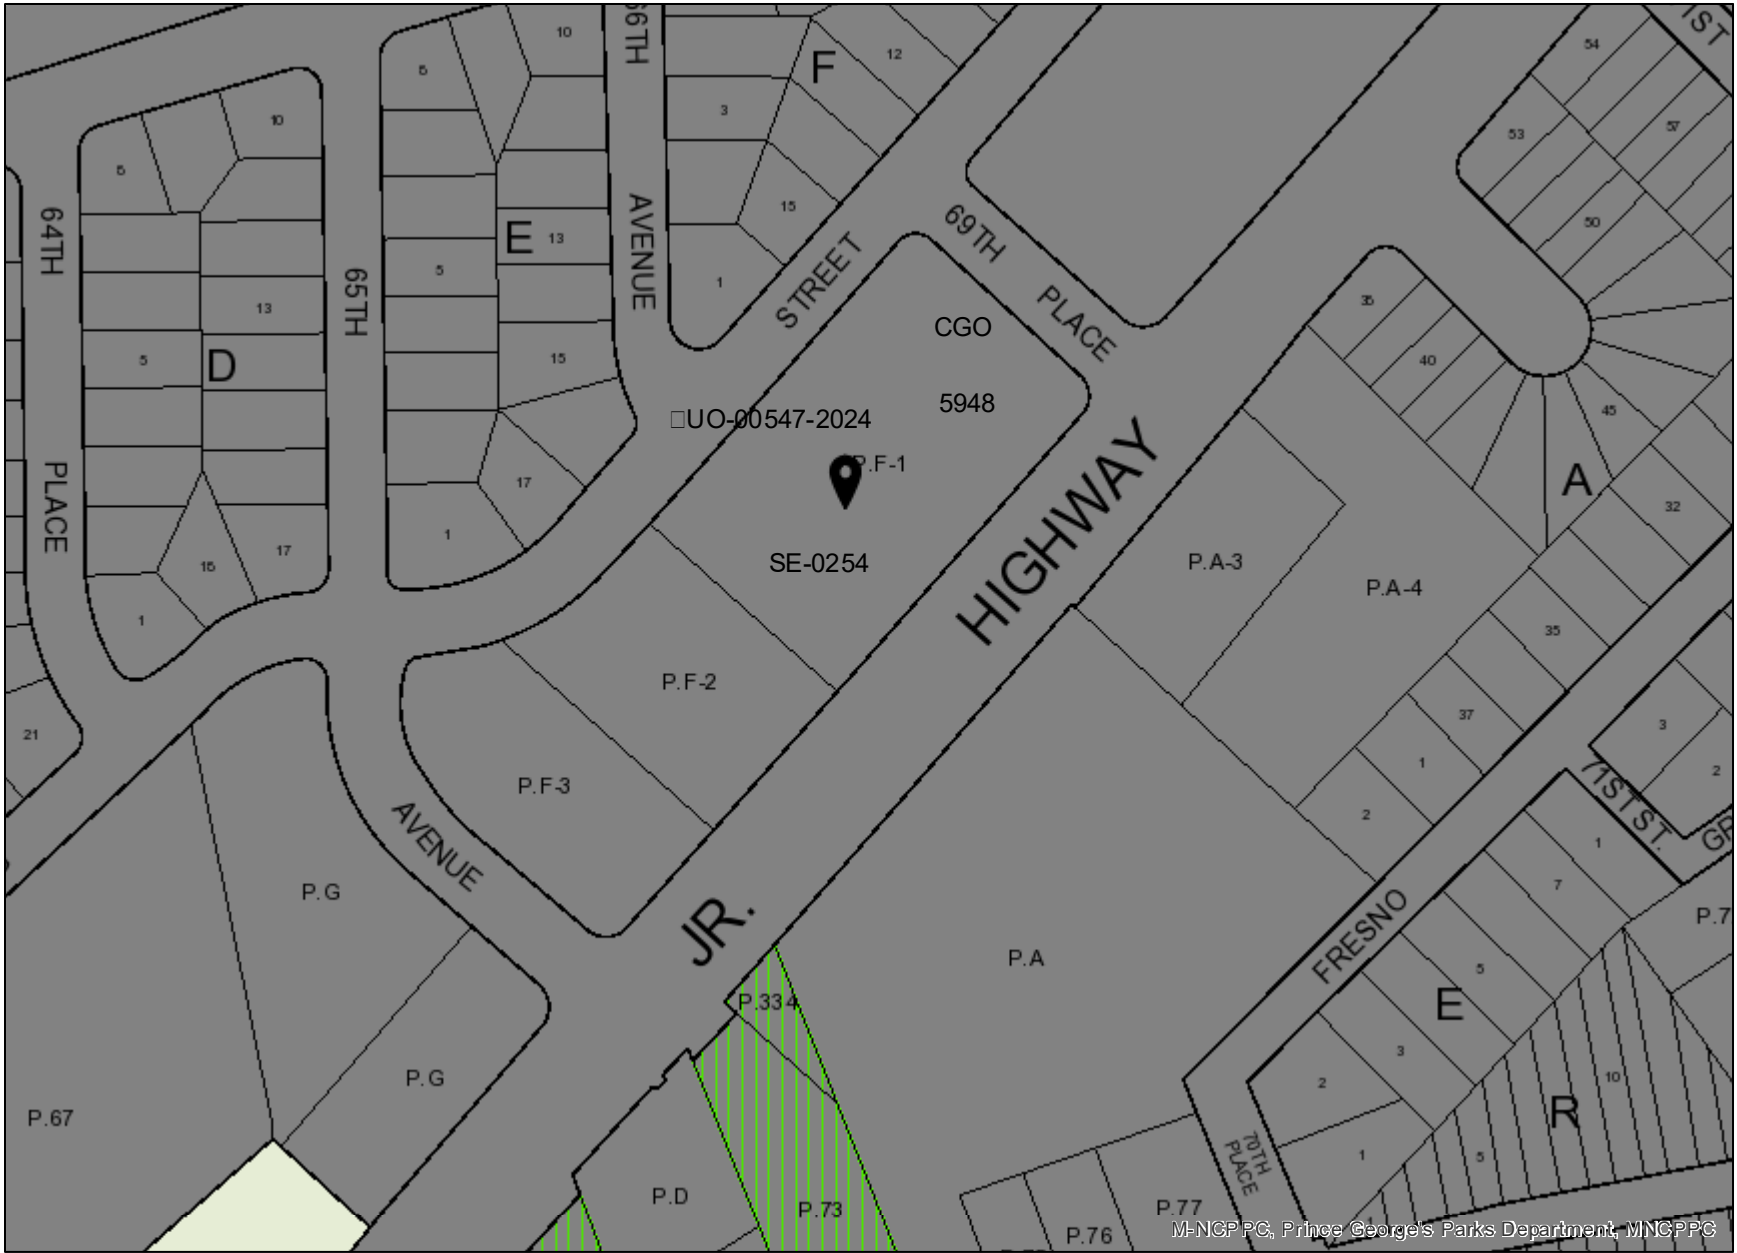 66TH
10
F
12
6
3
10
6
15
AVENUE
E
13
64TH
5
65TH
1
STREET
69TH
PLACE
13
5
D
15
CGO
5948
UO-00547-2024
P.F-1
SE-0254
HIGHWAY
17
1
PLACE
17
16
1
21
P.F-2
P.F-3
AVENUE
JR.
P.G
P.G
P.67
P.334
P.73
P.D
P.A
P.A-3
P.A-4
1ST
54
57
53
50
35
40
45
A
32
35
37
1
2
3
2
71ST ST.
1
7
5
E
3
2
1
FRESNO
70TH
PLACE
R
10
5
P.77
P.76
M-NCPPC, Prince George's Parks Department, MNCPPC